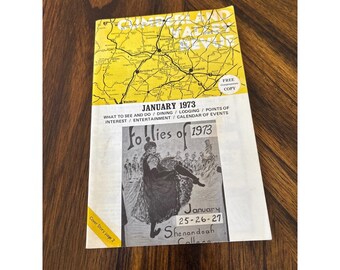 CUMBERLAND
VALLEY
REVUE
FREE
COPY
JANUARY 1973
WHAT TO SEE AND DO / DINING / LODGING / POINTS OF
INTEREST / ENTERTAINMENT / CALENDAR OF EVENTS
Follies of 1973
January
25-26-27
Shenandoah
College